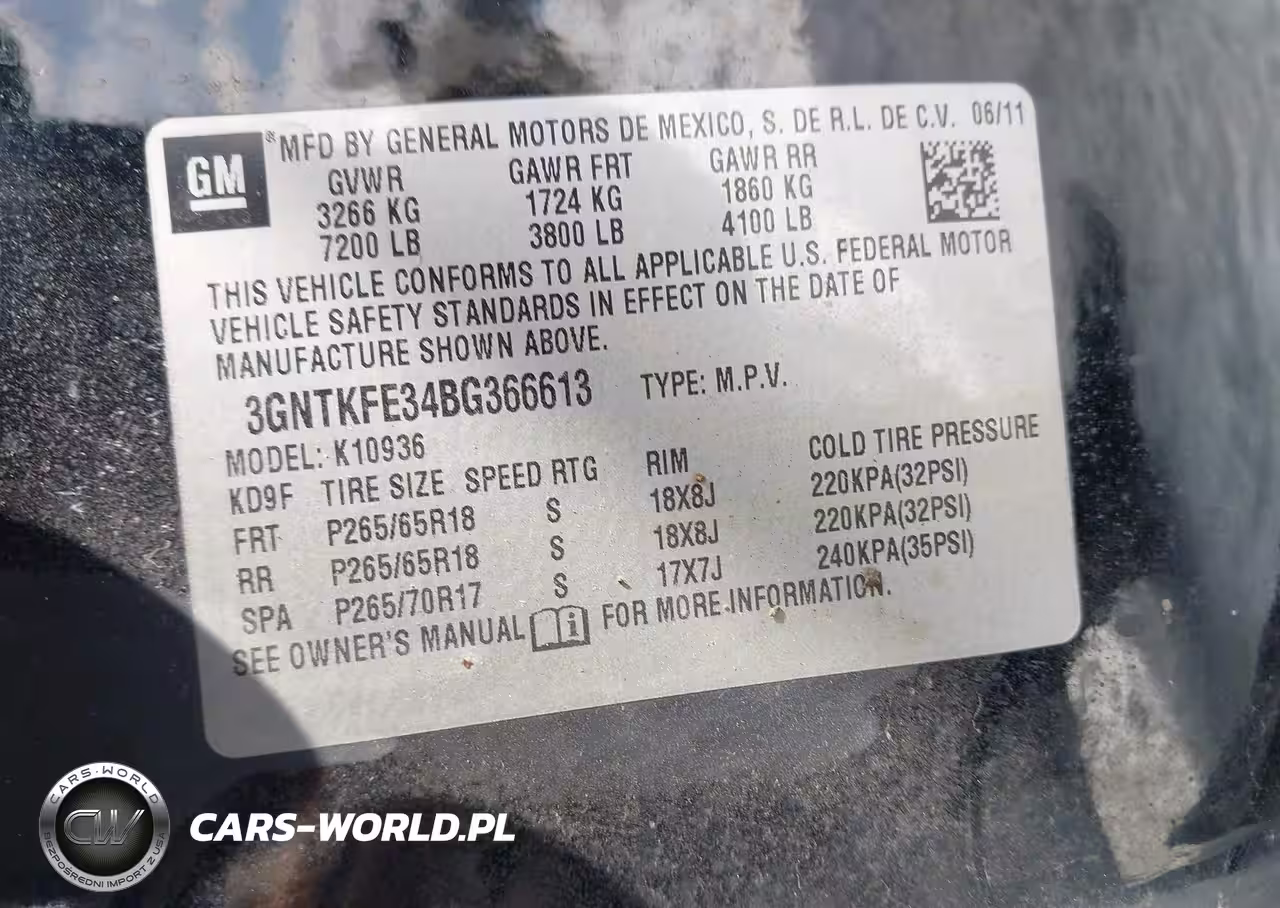 GM
® MFD BY GENERAL MOTORS DE MEXICO, S. DE R.L. DE C.V. 06/11
GVWR GAWR FRT GAWR RR
3266 KG 1724 KG 1860 KG
7200 LB 3800 LB 4100 LB
THIS VEHICLE CONFORMS TO ALL APPLICABLE U.S. FEDERAL MOTOR
VEHICLE SAFETY STANDARDS IN EFFECT ON THE DATE OF
MANUFACTURE SHOWN ABOVE.
3GNTKFE34BG366613 TYPE: M.P.V.
MODEL: K10936
KD9F TIRE SIZE SPEED RTG RIM COLD TIRE PRESSURE
FRT P265/65R18 S 18X8J 220KPA(32PSI)
RR P265/65R18 S 18X8J 220KPA(32PSI)
SPA P265/70R17 S 17X7J 240KPA(35PSI)
SEE OWNER'S MANUAL i FOR MORE INFORMATION.
CARS-WORLD
CW
BEZPOŚREDNI IMPORT Z USA
CARS-WORLD.PL